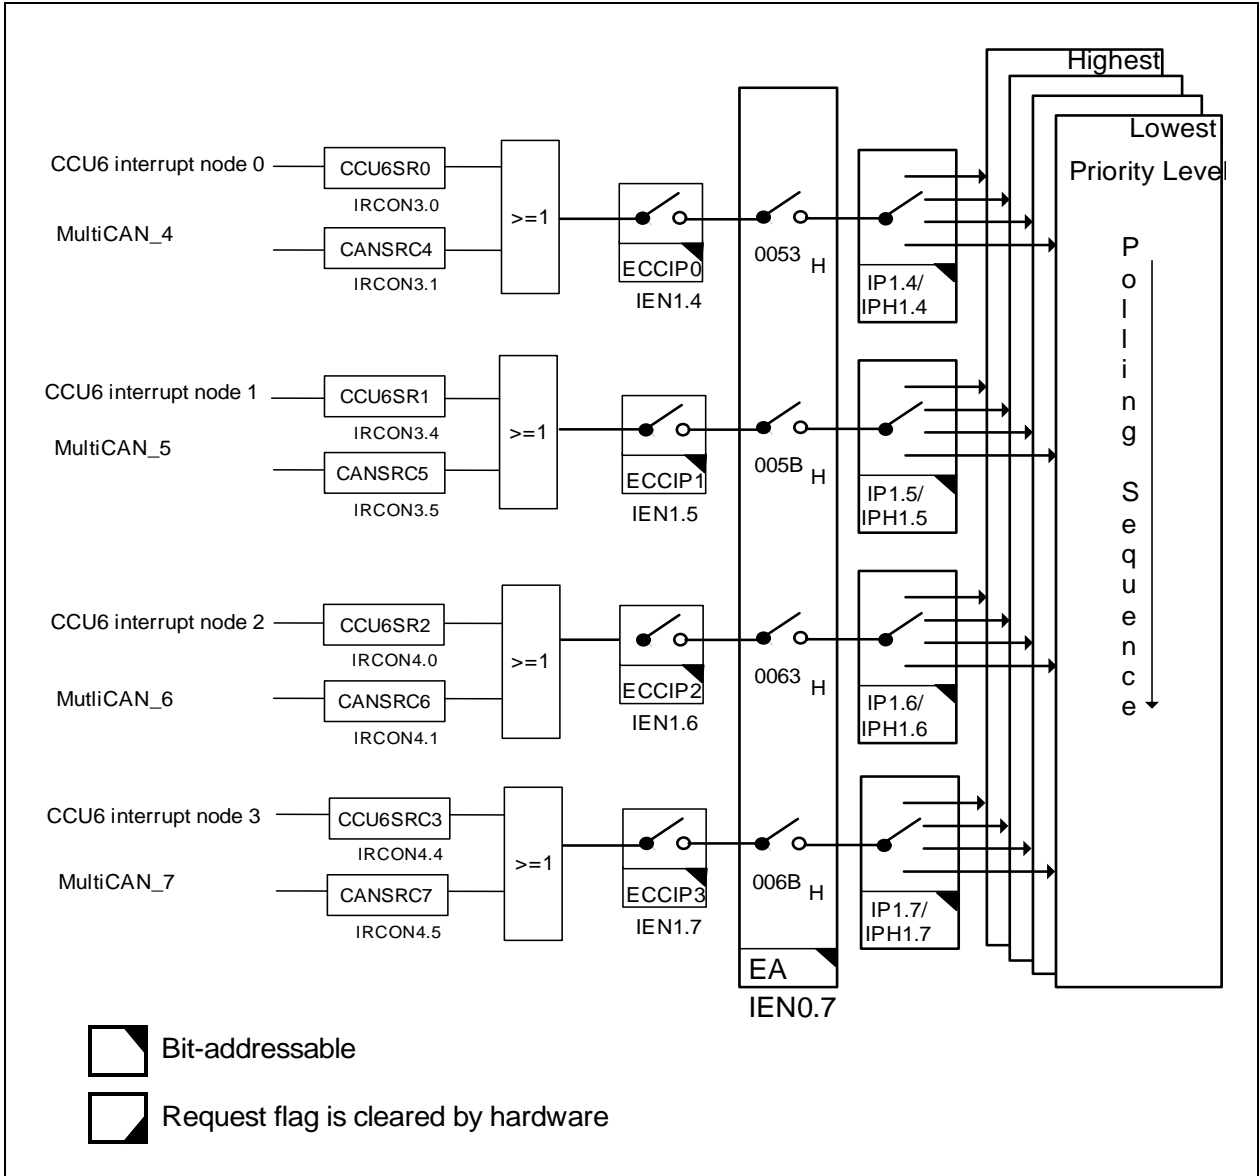 Highest
Lowest
Priority Level
CCU6 interrupt node 0
CCU6SR0
IRCON3.0
MultiCAN_4
CANSRC4
IRCON3.1
>=1
ECCIP0
IEN1.4
0053 H
IP1.4/
IPH1.4
CCU6 interrupt node 1
CCU6SR1
IRCON3.4
MultiCAN_5
CANSRC5
IRCON3.5
>=1
ECCIP1
IEN1.5
005B H
IP1.5/
IPH1.5
CCU6 interrupt node 2
CCU6SR2
IRCON4.0
MutliCAN_6
CANSRC6
IRCON4.1
>=1
ECCIP2
IEN1.6
0063 H
IP1.6/
IPH1.6
CCU6 interrupt node 3
CCU6SRC3
IRCON4.4
MultiCAN_7
CANSRC7
IRCON4.5
>=1
ECCIP3
IEN1.7
006B H
IP1.7/
IPH1.7
EA
IEN0.7
Polling Sequence
Bit-addressable
Request flag is cleared by hardware